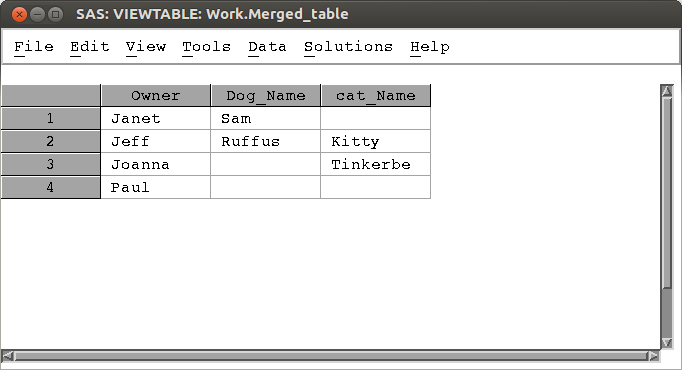 SAS: VIEWTABLE: Work.Merged_table
File Edit View Tools Data Solutions Help
Owner Dog_Name cat_Name
1 Janet Sam
2 Jeff Ruffus Kitty
3 Joanna Tinkerbe
4 Paul